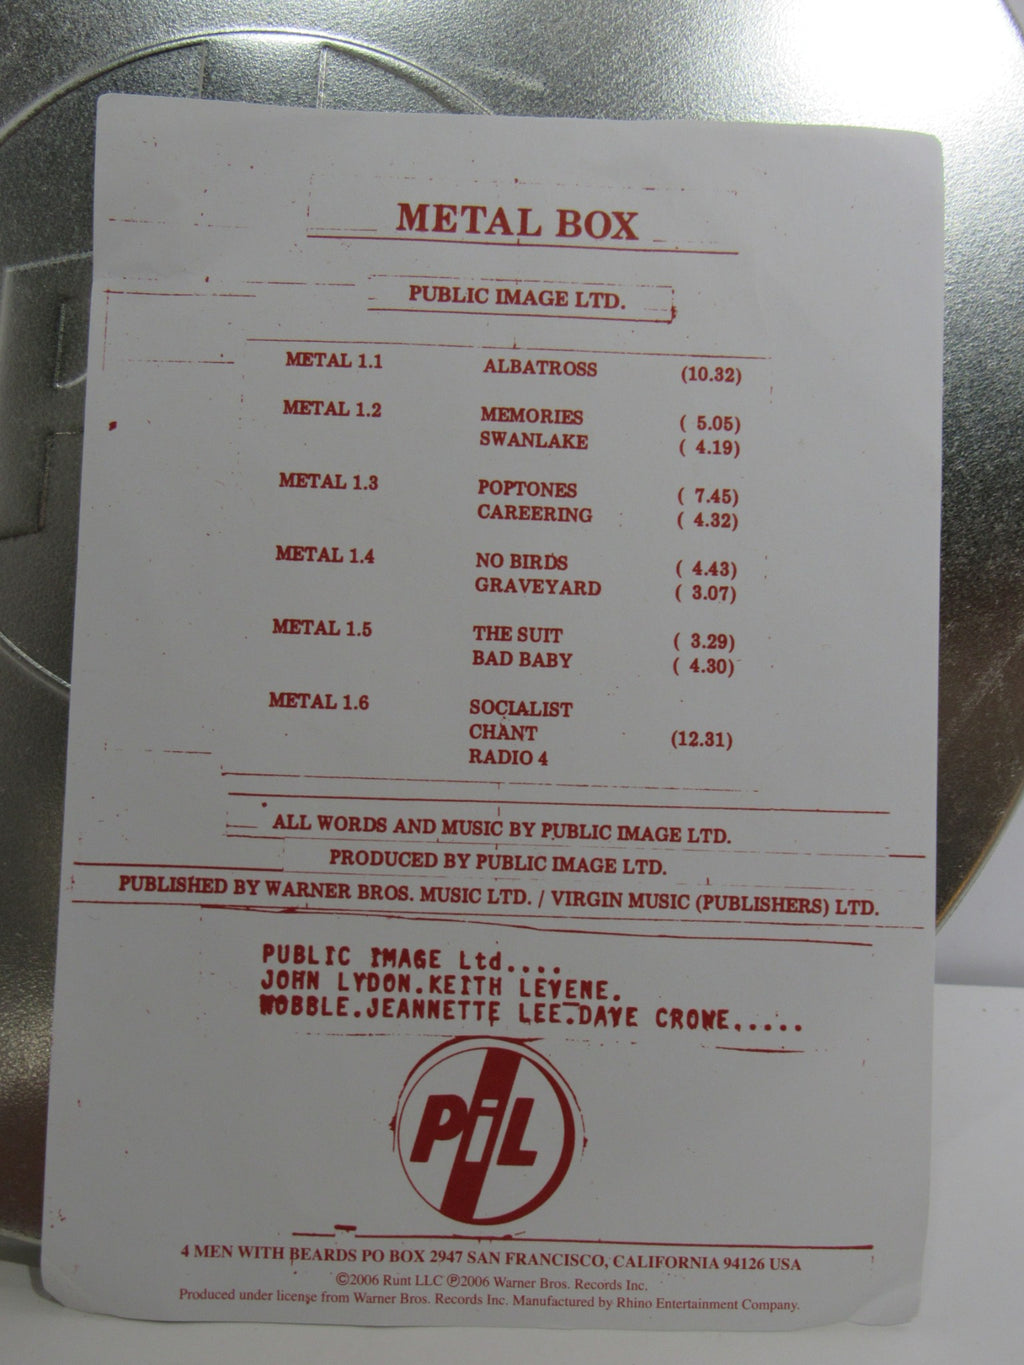 METAL BOX
PUBLIC IMAGE LTD.
METAL 1.1 ALBATROSS (10.32)
METAL 1.2 MEMORIES ( 5.05)
SWANLAKE ( 4.19)
METAL 1.3 POPTONES ( 7.45)
CAREERING ( 4.32)
METAL 1.4 NO BIRDS ( 4.43)
GRAVEYARD ( 3.07)
METAL 1.5 THE SUIT ( 3.29)
BAD BABY ( 4.30)
METAL 1.6 SOCIALIST
CHANT (12.31)
RADIO 4
ALL WORDS AND MUSIC BY PUBLIC IMAGE LTD.
PRODUCED BY PUBLIC IMAGE LTD.
PUBLISHED BY WARNER BROS. MUSIC LTD. / VIRGIN MUSIC (PUBLISHERS) LTD.
PUBLIC IMAGE Ltd....
JOHN LYDON.KEITH LEVENE.
WOBBLE.JEANNETTE LEE.DAVE CROWE.....
PiL
4 MEN WITH BEARDS PO BOX 2947 SAN FRANCISCO, CALIFORNIA 94126 USA
©2006 Runt LLC ℗2006 Warner Bros. Records Inc.
Produced under license from Warner Bros. Records Inc. Manufactured by Rhino Entertainment Company.